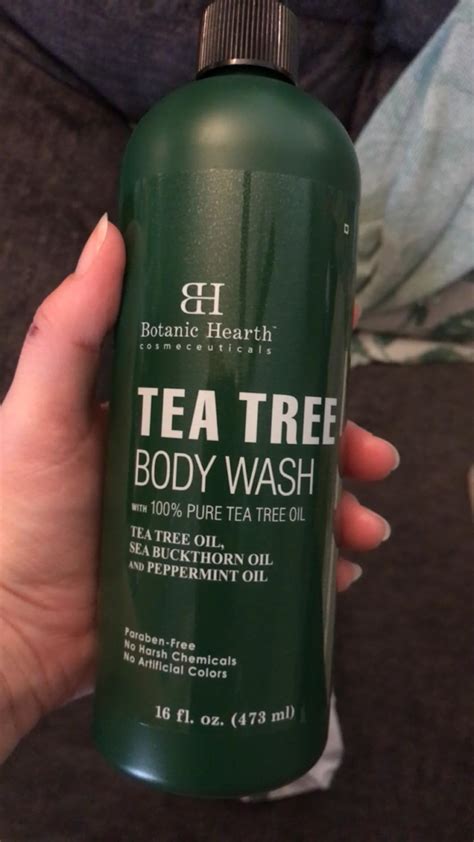 BH
Botanic Hearth™
cosmeceuticals
TEA TREE
BODY WASH
WITH 100% PURE TEA TREE OIL
TEA TREE OIL,
SEA BUCKTHORN OIL
AND PEPPERMINT OIL
Paraben-Free
No Harsh Chemicals
No Artificial Colors
16 fl. oz. (473 ml)